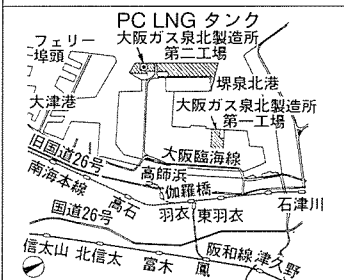 PC LNG タンク
フェリー
埠頭
大阪ガス泉北製造所
第二工場
堺泉北港
大津港
大阪ガス泉北製造所
第一工場
旧国道26号
大阪臨海線
高師浜
伽羅橋
南海本線
高石
羽衣
東羽衣
石津川
国道26号
阪和線
津久野
信太山
北信太
富木
鳳